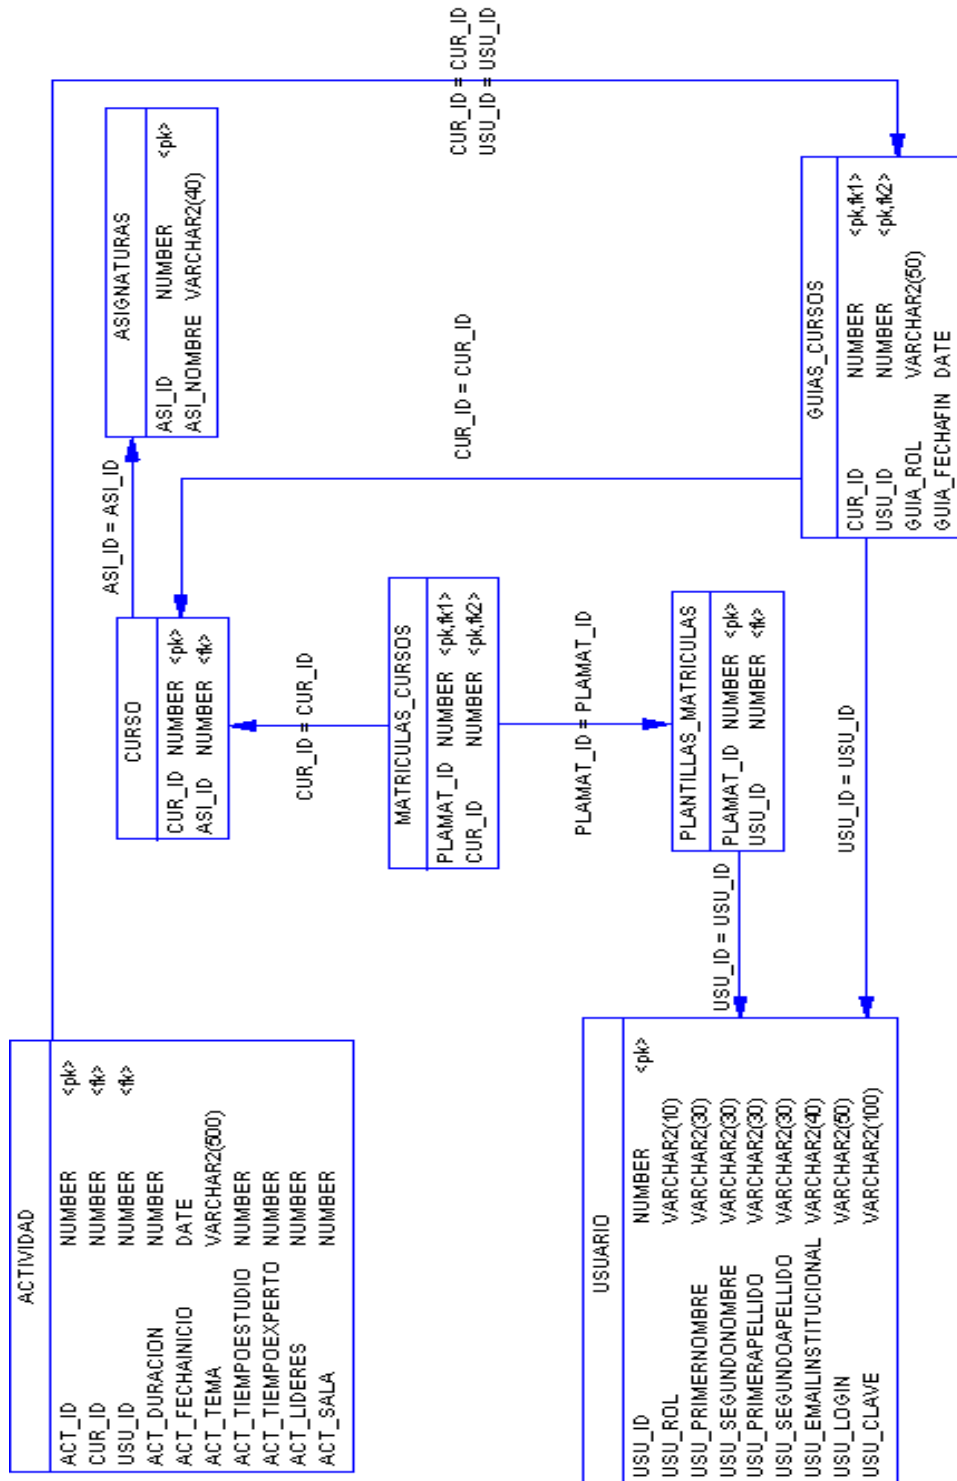 ACTIVIDAD
ACT_ID NUMBER <pk>
CUR_ID NUMBER <fk>
USU_ID NUMBER <fk>
ACT_DURACION NUMBER
ACT_FECHAINICIO DATE
ACT_TEMA VARCHAR2(500)
ACT_TIEMPOESTUDIO NUMBER
ACT_TIEMPOEXPERTO NUMBER
ACT_LIDERES NUMBER
ACT_SALA NUMBER
CURSO
CUR_ID NUMBER <pk>
ASI_ID NUMBER <fk>
ASI_ID = ASI_ID
ASIGNATURAS
ASI_ID NUMBER <pk>
ASI_NOMBRE VARCHAR2(40)
CUR_ID = CUR_ID
MATRICULAS_CURSOS
PLAMAT_ID NUMBER <pk,fk1>
CUR_ID NUMBER <pk,fk2>
CUR_ID = CUR_ID
CUR_ID = CUR_ID
USU_ID = USU_ID
PLAMAT_ID = PLAMAT_ID
USUARIO
USU_ID NUMBER <pk>
USU_ROL VARCHAR2(10)
USU_PRIMERNOMBRE VARCHAR2(30)
USU_SEGUNDONOMBRE VARCHAR2(30)
USU_PRIMERAPELLIDO VARCHAR2(30)
USU_SEGUNDOAPELLIDO VARCHAR2(30)
USU_EMAILINSTITUCIONAL VARCHAR2(40)
USU_LOGIN VARCHAR2(50)
USU_CLAVE VARCHAR2(100)
USU_ID = USU_ID
PLANTILLAS_MATRICULAS
PLAMAT_ID NUMBER <pk>
USU_ID NUMBER <fk>
USU_ID = USU_ID
GUIAS_CURSOS
CUR_ID NUMBER <pk,fk1>
USU_ID NUMBER <pk,fk2>
GUIA_ROL VARCHAR2(50)
GUIA_FECHAFIN DATE